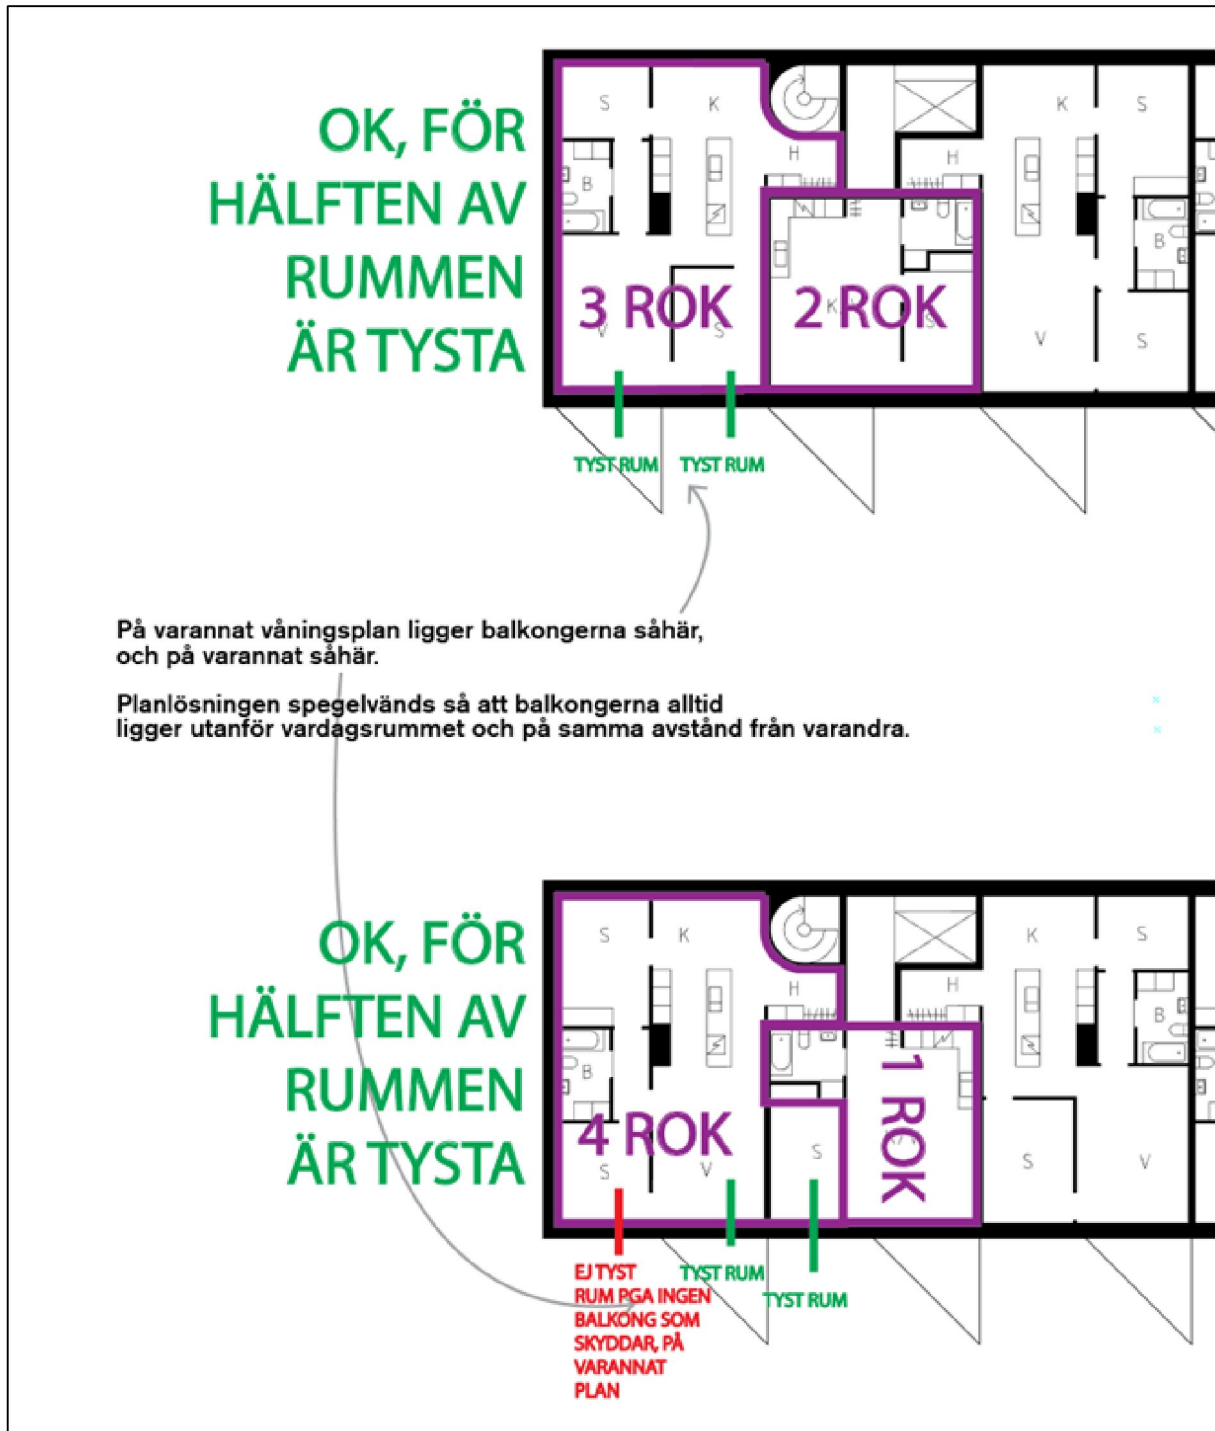 OK, FÖR
HÄLFTEN AV
RUMMEN
ÄR TYSTA
S
K
H
B
3 ROK
V
S
2 ROK
K
S
H
K
S
B
V
S
TYST RUM
TYST RUM
På varannat våningsplan ligger balkongerna såhär,
och på varannat såhär.
Planlösningen spegelvänds så att balkongerna alltid
ligger utanför vardagsrummet och på samma avstånd från varandra.
OK, FÖR
HÄLFTEN AV
RUMMEN
ÄR TYSTA
S
K
H
B
4 ROK
S
V
S
1 ROK
H
K
S
B
S
V
EJ TYST
RUM PGA INGEN
BALKONG SOM
SKYDDAR, PÅ
VARANNAT
PLAN
TYST RUM
TYST RUM